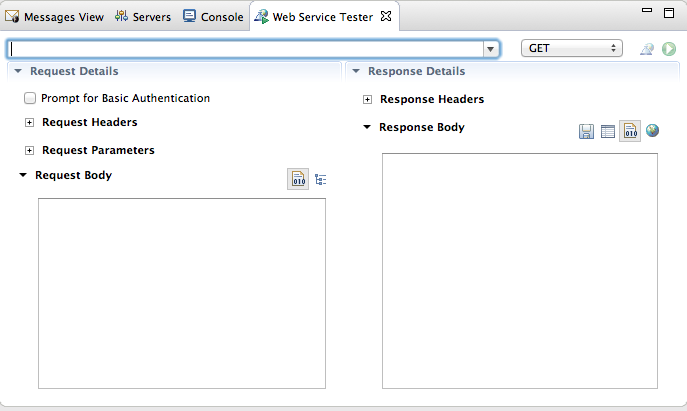 Messages View Servers Console Web Service Tester
GET
Request Details Response Details
Prompt for Basic Authentication
Response Headers
Request Headers
Response Body
010
Request Parameters
Request Body
010